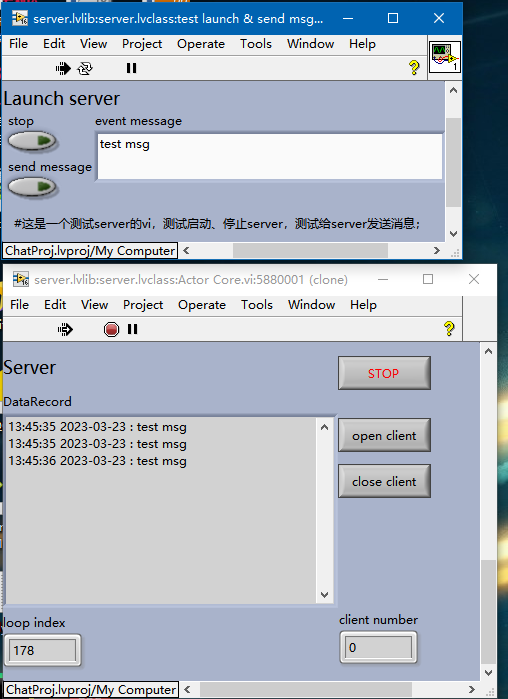 server.lvlib:server.lvclass:test launch & send msg...
File Edit View Project Operate Tools Window Help
1
Launch server
stop
event message
test msg
send message
#这是一个测试server的vi，测试启动、停止server，测试给server发送消息；
ChatProj.lvproj/My Computer
server.lvlib:server.lvclass:Actor Core.vi:5880001 (clone)
File Edit View Project Operate Tools Window Help
Server
STOP
DataRecord
13:45:35 2023-03-23 : test msg
13:45:35 2023-03-23 : test msg
13:45:36 2023-03-23 : test msg
open client
close client
loop index
178
client number
0
ChatProj.lvproj/My Computer